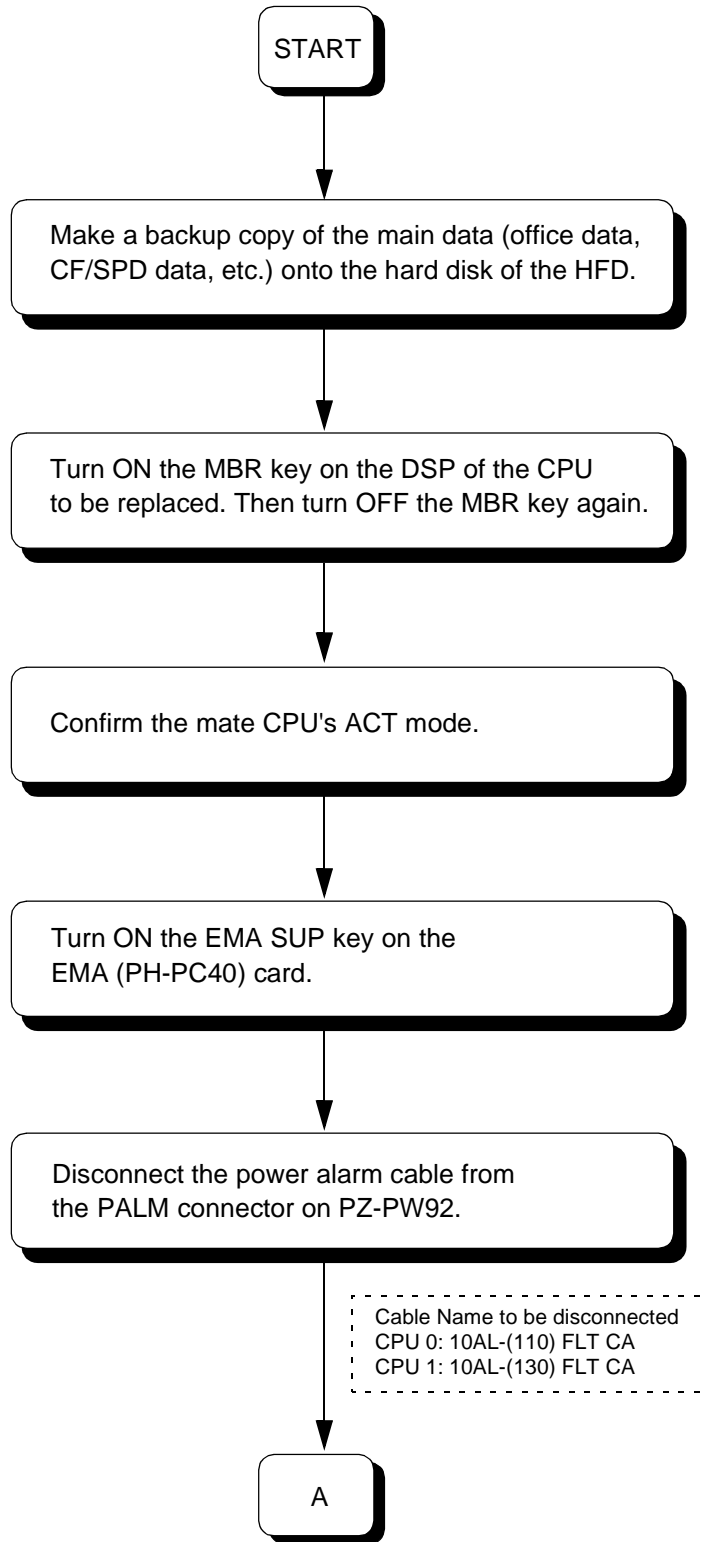 START
Make a backup copy of the main data (office data,
CF/SPD data, etc.) onto the hard disk of the HFD.
Turn ON the MBR key on the DSP of the CPU
to be replaced. Then turn OFF the MBR key again.
Confirm the mate CPU's ACT mode.
Turn ON the EMA SUP key on the
EMA (PH-PC40) card.
Disconnect the power alarm cable from
the PALM connector on PZ-PW92.
Cable Name to be disconnected
CPU 0: 10AL-(110) FLT CA
CPU 1: 10AL-(130) FLT CA
A